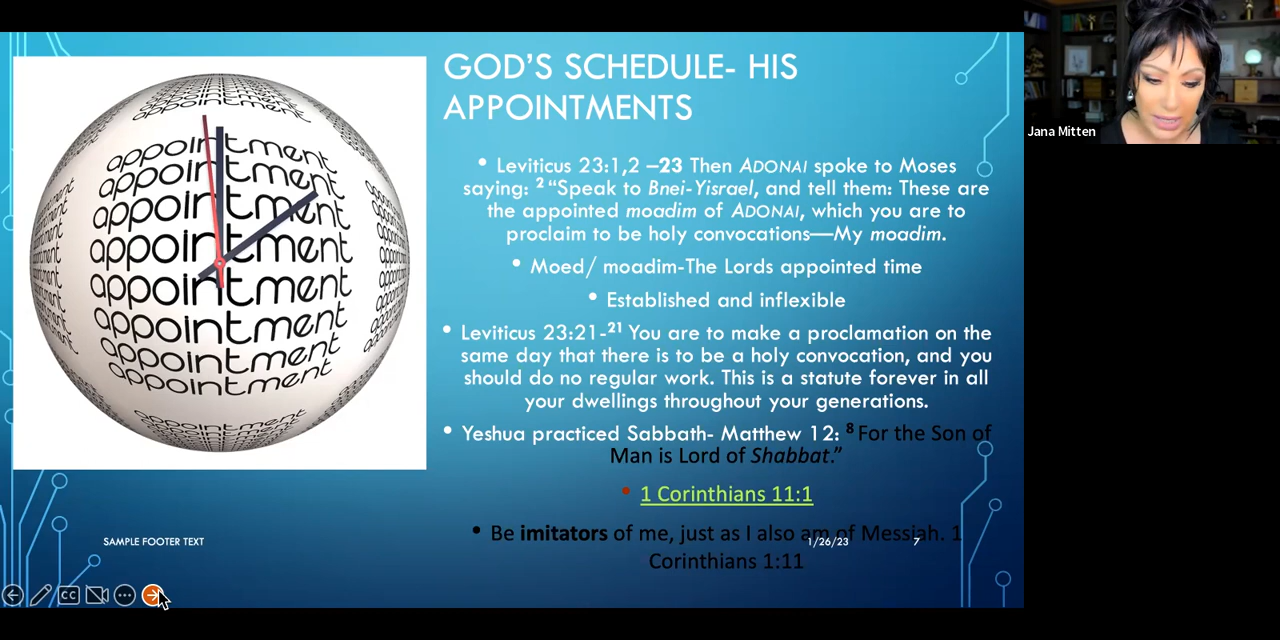 GOD'S SCHEDULE- HIS
APPOINTMENTS
• Leviticus 23:1,2 –23 Then ADONAI spoke to Moses
saying: 2 “Speak to Bnei-Yisrael, and tell them: These are
the appointed moadim of ADONAI, which you are to
proclaim to be holy convocations—My moadim.
• Moed/ moadim-The Lords appointed time
• Established and inflexible
• Leviticus 23:21-21 You are to make a proclamation on the
same day that there is to be a holy convocation, and you
should do no regular work. This is a statute forever in all
your dwellings throughout your generations.
• Yeshua practiced Sabbath- Matthew 12: 8 For the Son of
Man is Lord of Shabbat.”
• 1 Corinthians 11:1
• Be imitators of me, just as I also am of Messiah. 1
Corinthians 1:11
SAMPLE FOOTER TEXT
1/26/23
7
appointment
appointment
appointment
appointment
appointment
appointment
appointment
appointment
appointment
appointment
CC
Jana Mitten